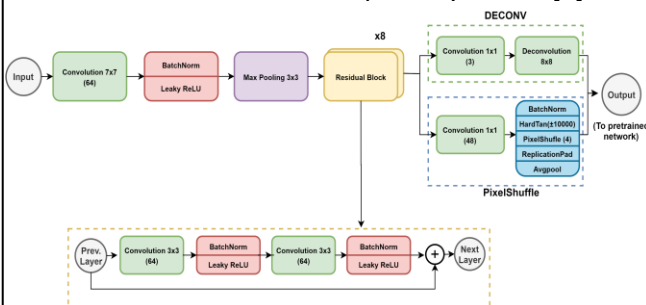 DECONV
x8
Input
Convolution 7x7
(64)
BatchNorm
Leaky ReLU
Max Pooling 3x3
Residual Block
Convolution 1x1
(3)
Deconvolution
8x8
Output
(To pretrained
network)
Convolution 1x1
(48)
BatchNorm
HardTan(±10000)
PixelShufle (4)
ReplicationPad
Avgpool
PixelShuffle
Prev.
Layer
Convolution 3x3
(64)
BatchNorm
Leaky ReLU
Convolution 3x3
(64)
BatchNorm
Leaky ReLU
+
Next
Layer